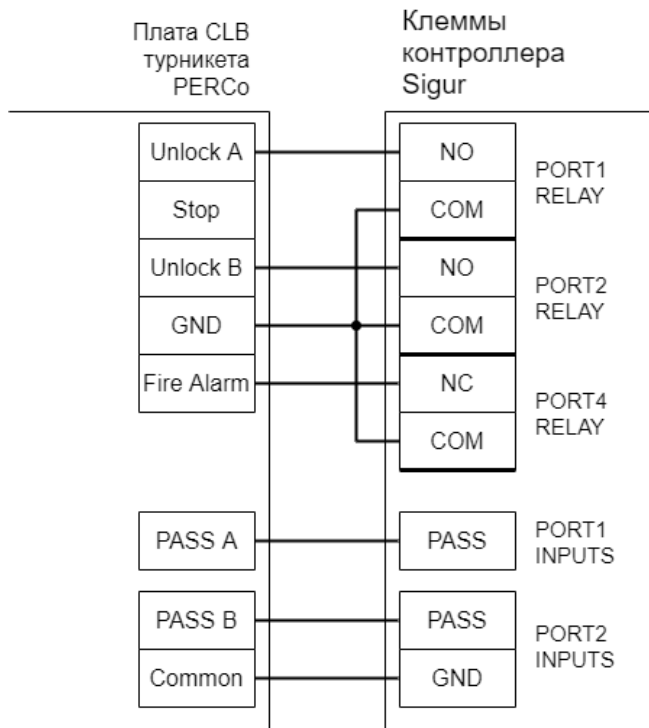 Плата CLB
турникета
PERCo
Клеммы
контроллера
Sigur
Unlock A
NO
PORT1
RELAY
Stop
COM
Unlock B
NO
PORT2
RELAY
GND
COM
Fire Alarm
NC
PORT4
RELAY
COM
PASS A
PASS
PORT1
INPUTS
PASS B
PASS
PORT2
INPUTS
Common
GND